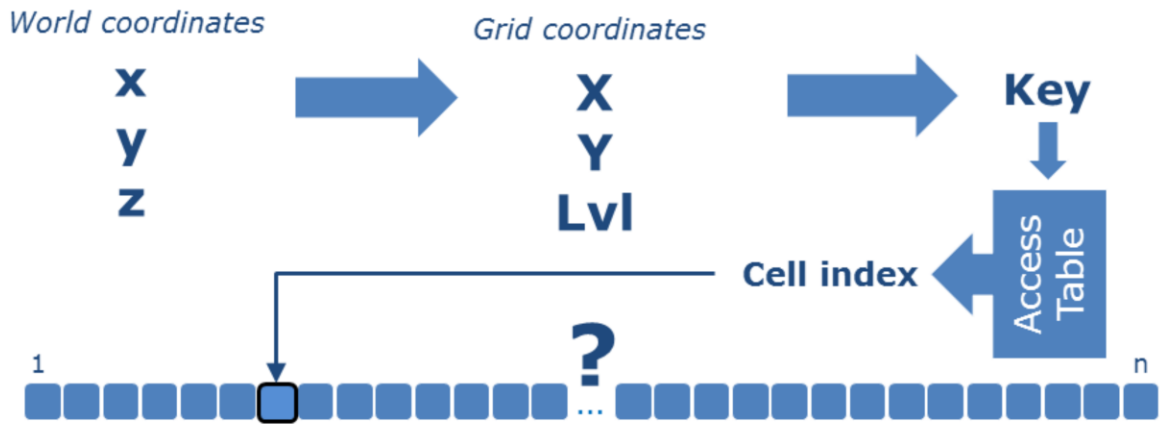 World coordinates
x
y
z
Grid coordinates
X
Y
Lvl
Key
Access
Table
Cell index
?
1
n
...